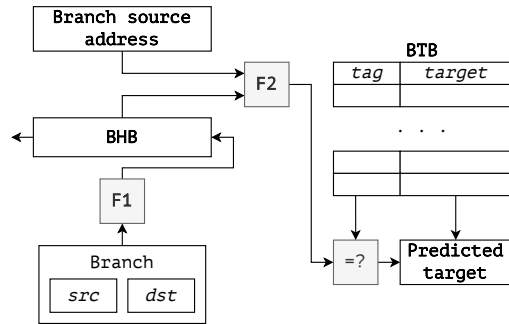 Branch source
address
BTB
tag target
F2
BHB
. . .
F1
Branch
src dst
=?
Predicted
target